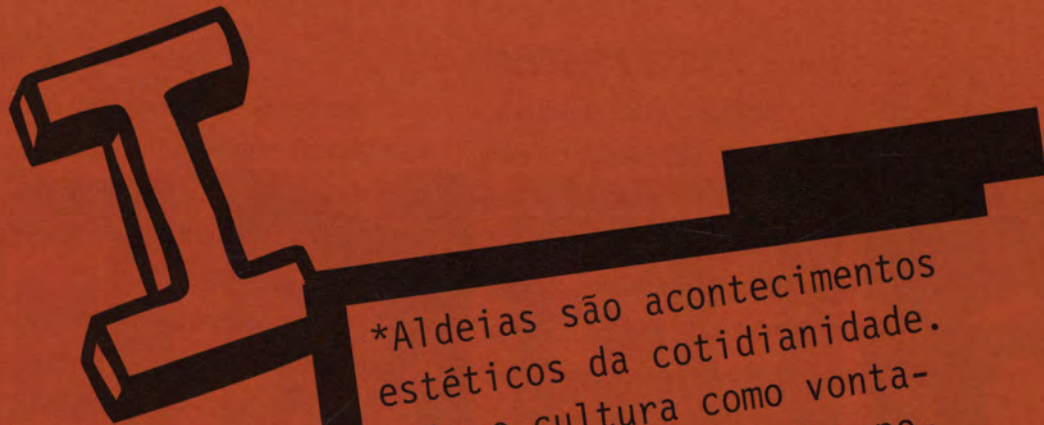 I
*Aldeias são acontecimentos
estéticos da cotidianidade.
cultura como vonta-